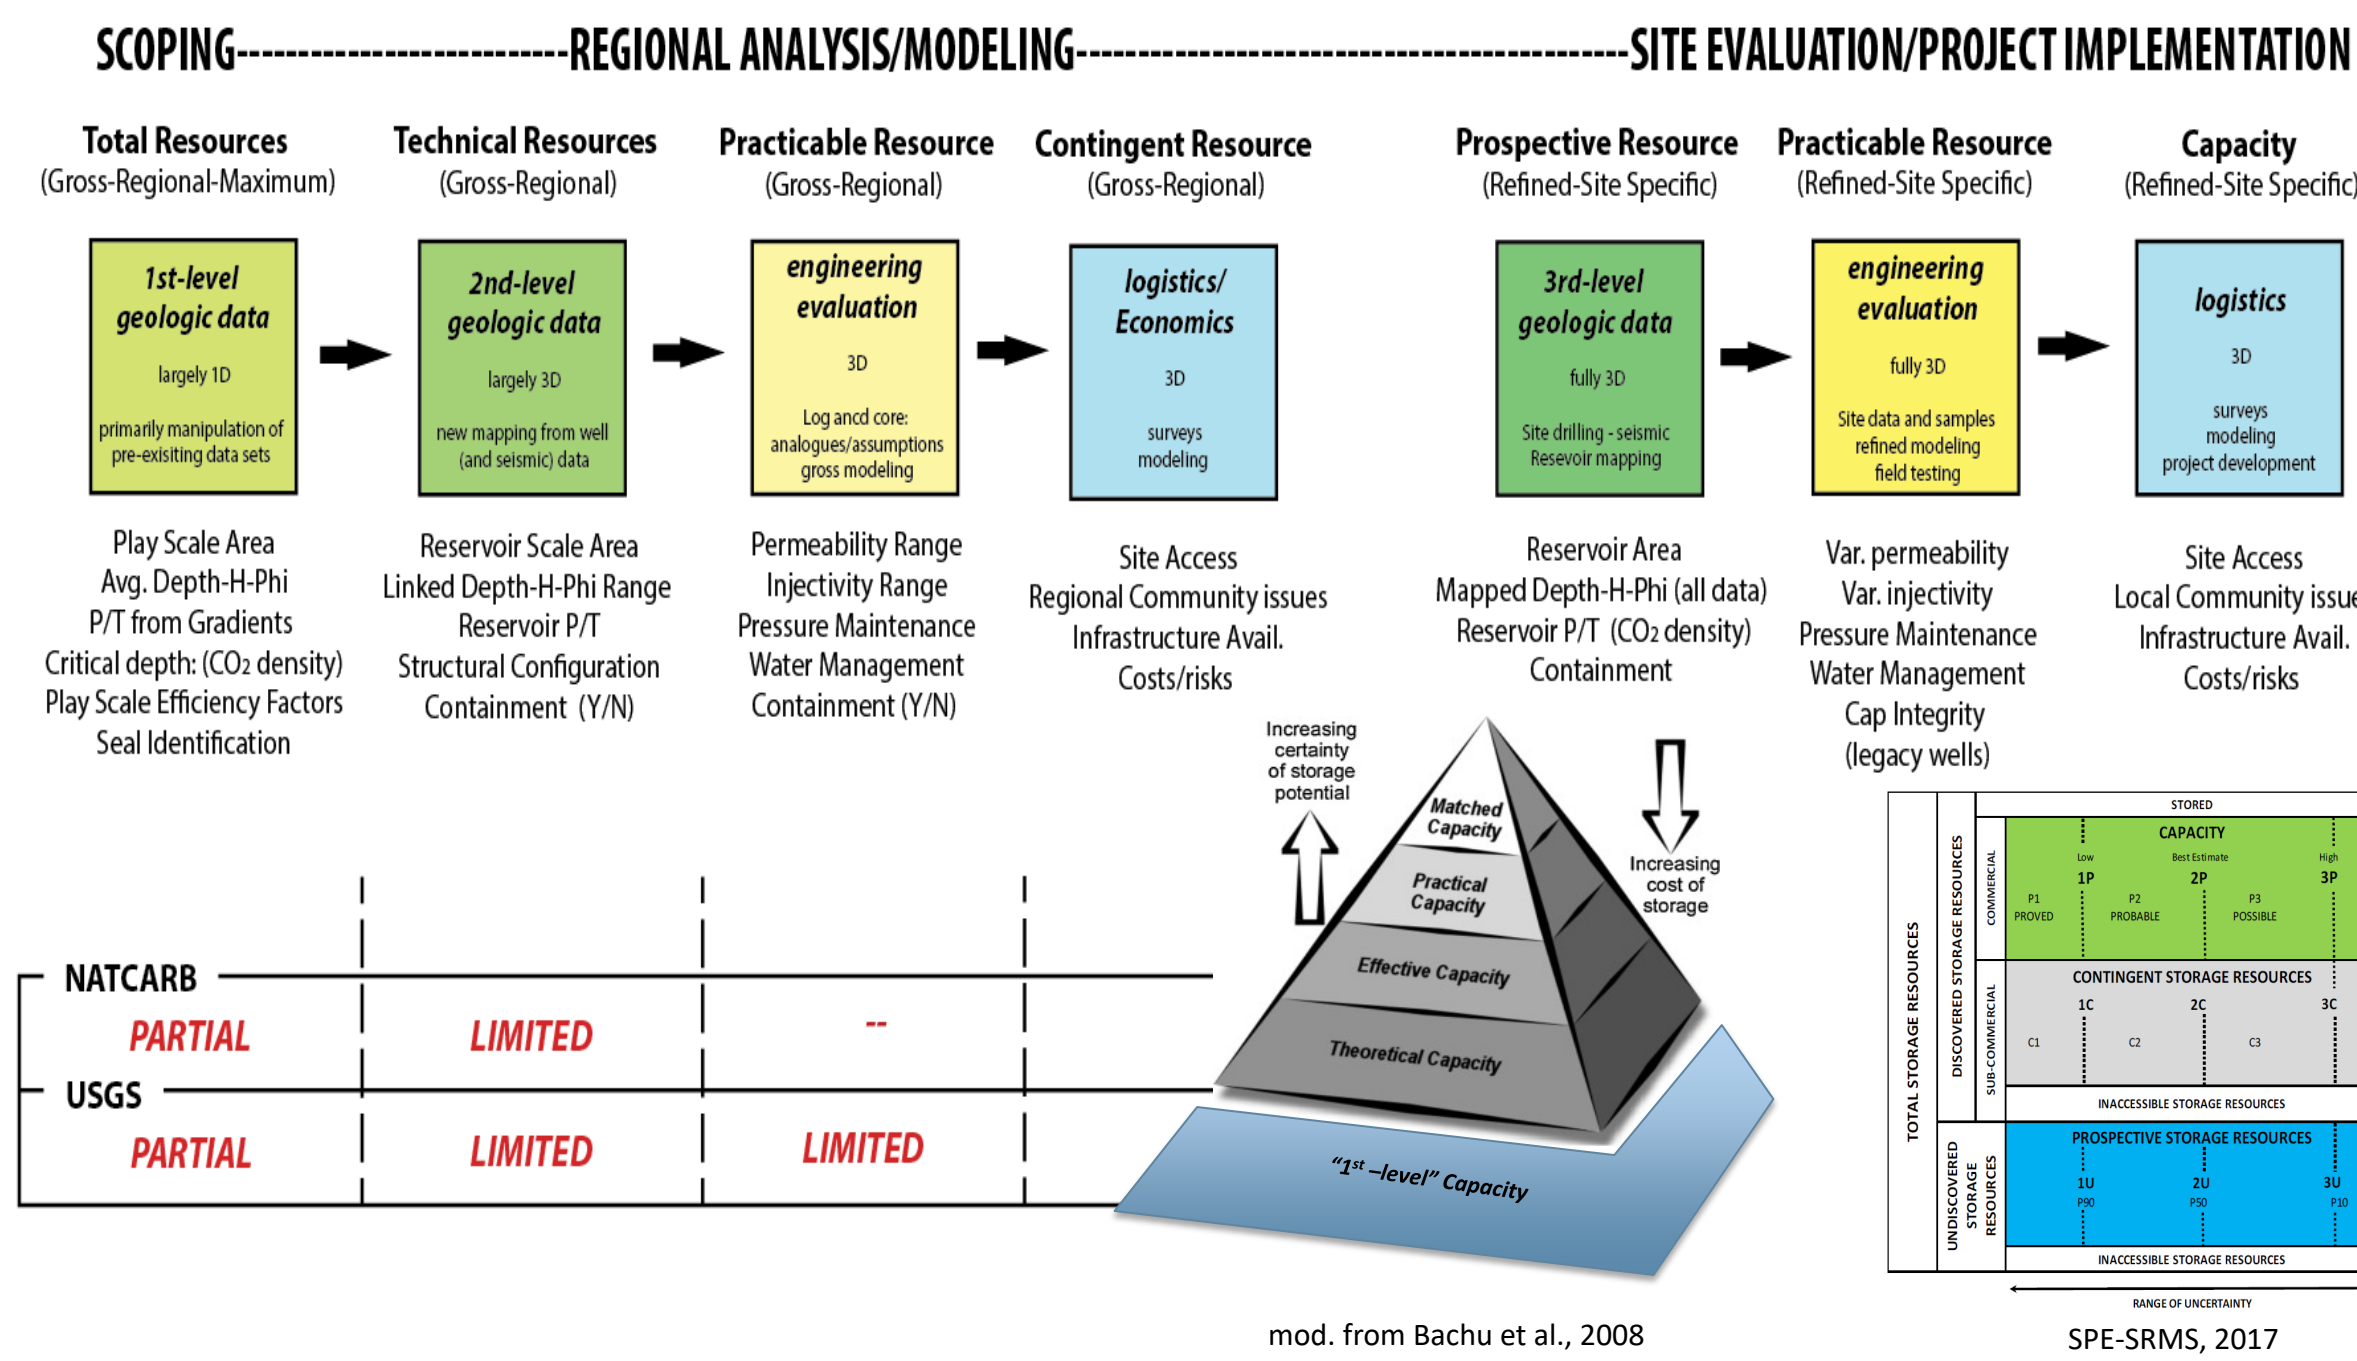 SCOPING---------------------------REGIONAL ANALYSIS/MODELING---------------------------------------------SITE EVALUATION/PROJECT IMPLEMENTATION
Total Resources
(Gross-Regional-Maximum)
1st-level
geologic data
largely 1D
primarily manipulation of
pre-exisiting data sets
Play Scale Area
Avg. Depth-H-Phi
P/T from Gradients
Critical depth: (CO2 density)
Play Scale Efficiency Factors
Seal Identification
Technical Resources
(Gross-Regional)
2nd-level
geologic data
largely 3D
new mapping from well
(and seismic) data
Reservoir Scale Area
Linked Depth-H-Phi Range
Reservoir P/T
Structural Configuration
Containment (Y/N)
Practicable Resource
(Gross-Regional)
engineering
evaluation
3D
Log ancd core:
analogues/assumptions
gross modeling
Permeability Range
Injectivity Range
Pressure Maintenance
Water Management
Containment (Y/N)
Contingent Resource
(Gross-Regional)
logistics/
Economics
3D
surveys
modeling
Site Access
Regional Community issues
Infrastructure Avail.
Costs/risks
Prospective Resource
(Refined-Site Specific)
3rd-level
geologic data
fully 3D
Site drilling - seismic
Resevoir mapping
Reservoir Area
Mapped Depth-H-Phi (all data)
Reservoir P/T (CO2 density)
Containment
Practicable Resource
(Refined-Site Specific)
engineering
evaluation
fully 3D
Site data and samples
refined modeling
field testing
Var. permeability
Var. injectivity
Pressure Maintenance
Water Management
Cap Integrity
(legacy wells)
Capacity
(Refined-Site Specific)
logistics
3D
surveys
modeling
project development
Site Access
Local Community issue
Infrastructure Avail.
Costs/risks
NATCARB
PARTIAL
LIMITED
--
USGS
PARTIAL
LIMITED
LIMITED
Increasing
certainty
of storage
potential
Increasing
cost of
storage
Matched
Capacity
Practical
Capacity
Effective Capacity
Theoretical Capacity
“1st –level” Capacity
mod. from Bachu et al., 2008
TOTAL STORAGE RESOURCES
DISCOVERED STORAGE RESOURCES
UNDISCOVERED
STORAGE
RESOURCES
COMMERCIAL
SUB-COMMERCIAL
STORED
CAPACITY
Low Best Estimate High
1P 2P 3P
P1 P2 P3
PROVED PROBABLE POSSIBLE
CONTINGENT STORAGE RESOURCES
1C 2C 3C
C1 C2 C3
INACCESSIBLE STORAGE RESOURCES
PROSPECTIVE STORAGE RESOURCES
1U 2U 3U
P90 P50 P10
INACCESSIBLE STORAGE RESOURCES
RANGE OF UNCERTAINTY
SPE-SRMS, 2017